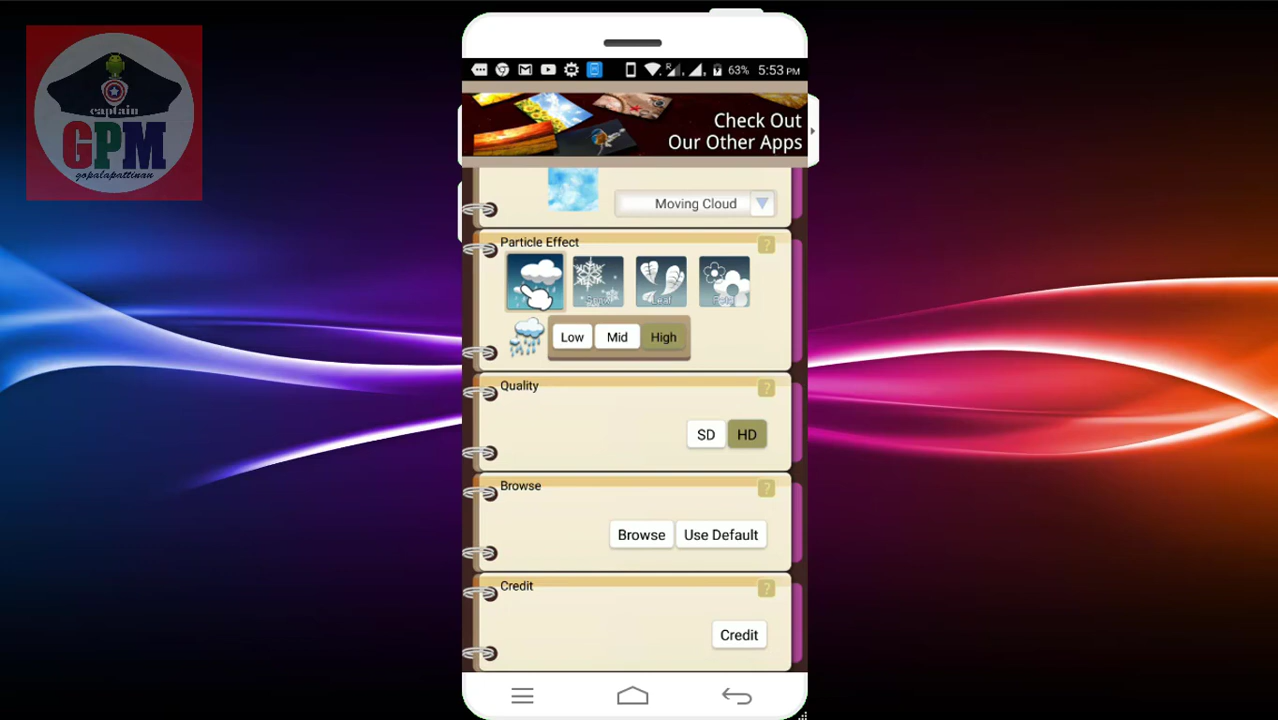 captain
GPM
gopalapattinan
R
63% 5:53 PM
Check Out
Our Other Apps
Moving Cloud
Particle Effect
?
Snow
Leaf
Low Mid High
Quality
?
SD HD
Browse
?
Browse Use Default
Credit
?
Credit